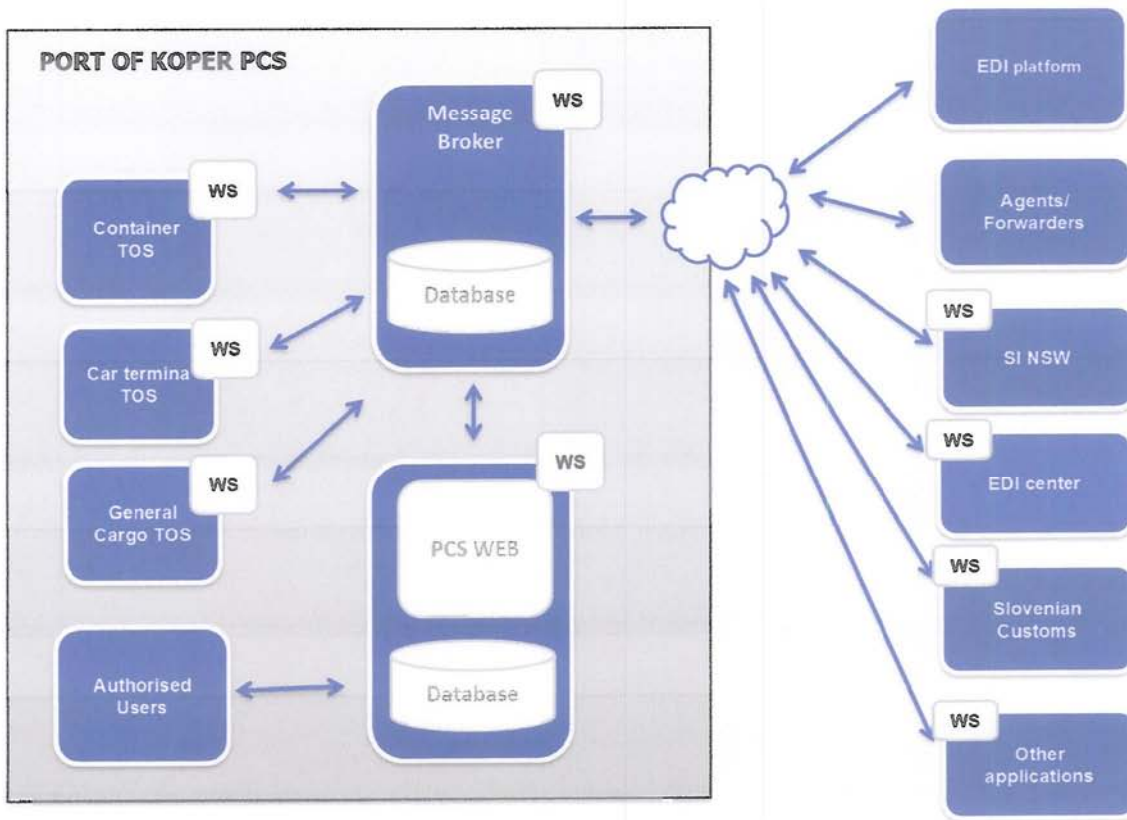 PORT OF KOPER PCS
WS
Message
Broker
Database
WS
Container
TOS
WS
Car termina
TOS
WS
General
Cargo TOS
Authorised
Users
WS
PCS WEB
Database
EDI platform
Agents/
Forwarders
WS
SI NSW
WS
EDI center
WS
Slovenian
Customs
WS
Other
applications